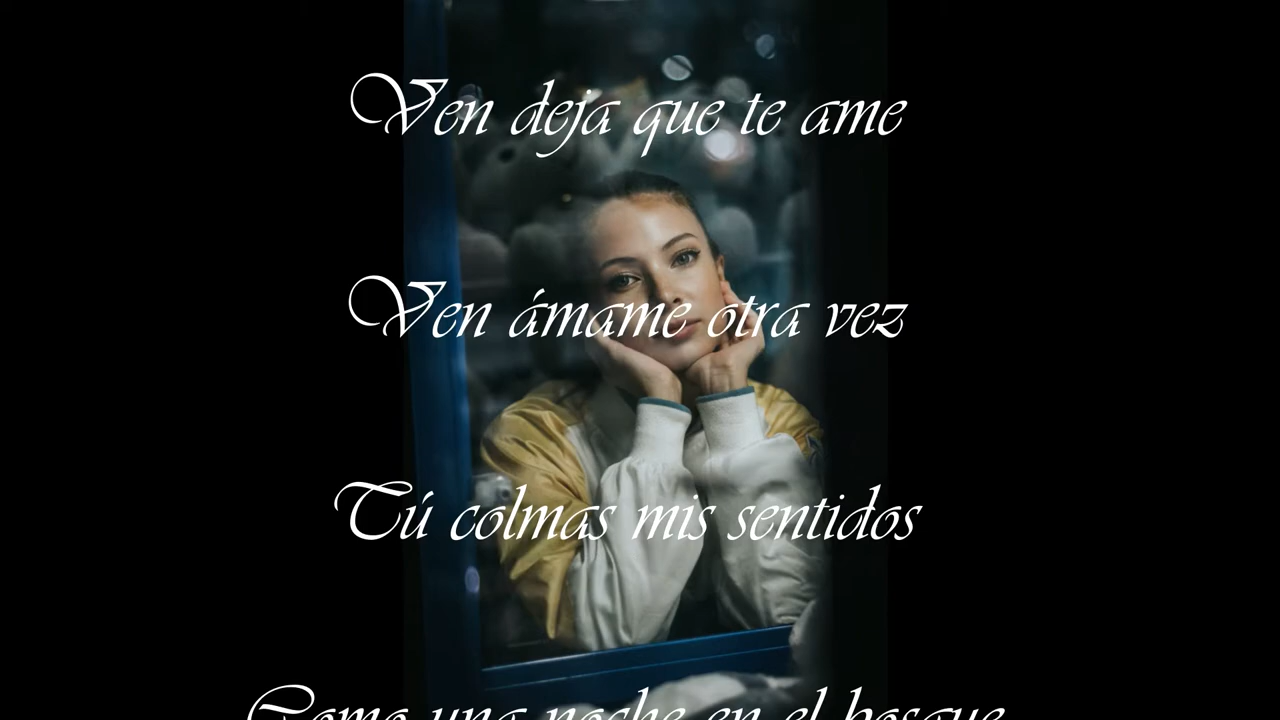 Ven deja que te ame
Ven ámame otra vez
Tú colmas mis sentidos
Como una noche en el bosque